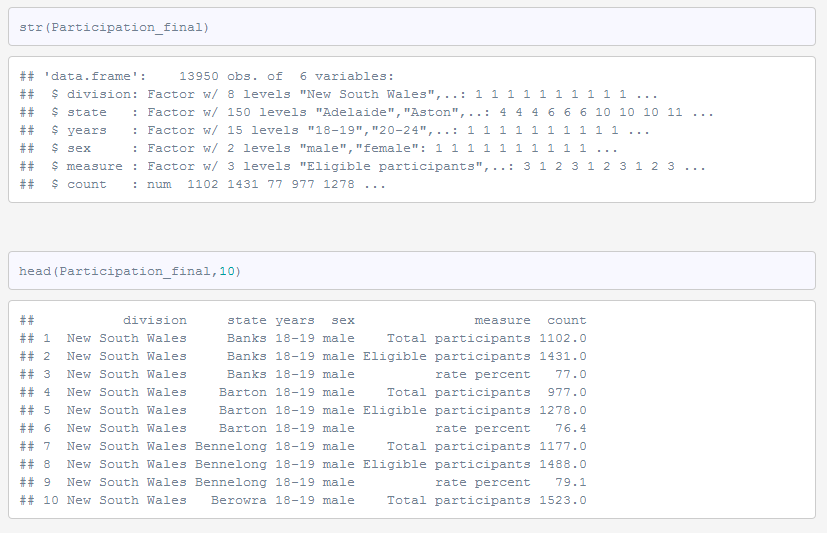 str(Participation_final)
## 'data.frame':    13950 obs. of  6 variables:
##  $ division: Factor w/ 8 levels "New South Wales",..: 1 1 1 1 1 1 1 1 1 1 ...
##  $ state   : Factor w/ 150 levels "Adelaide","Aston",..: 4 4 4 6 6 6 10 10 10 11 ...
##  $ years   : Factor w/ 15 levels "18-19","20-24",..: 1 1 1 1 1 1 1 1 1 1 ...
##  $ sex     : Factor w/ 2 levels "male","female": 1 1 1 1 1 1 1 1 1 1 ...
##  $ measure : Factor w/ 3 levels "Eligible participants",..: 3 1 2 3 1 2 3 1 2 3 ...
##  $ count   : num  1102 1431 77 977 1278 ...
head(Participation_final,10)
##           division     state years  sex               measure  count
## 1  New South Wales     Banks 18-19 male    Total participants 1102.0
## 2  New South Wales     Banks 18-19 male Eligible participants 1431.0
## 3  New South Wales     Banks 18-19 male          rate percent   77.0
## 4  New South Wales    Barton 18-19 male    Total participants  977.0
## 5  New South Wales    Barton 18-19 male Eligible participants 1278.0
## 6  New South Wales    Barton 18-19 male          rate percent   76.4
## 7  New South Wales Bennelong 18-19 male    Total participants 1177.0
## 8  New South Wales Bennelong 18-19 male Eligible participants 1488.0
## 9  New South Wales Bennelong 18-19 male          rate percent   79.1
## 10 New South Wales   Berowra 18-19 male    Total participants 1523.0